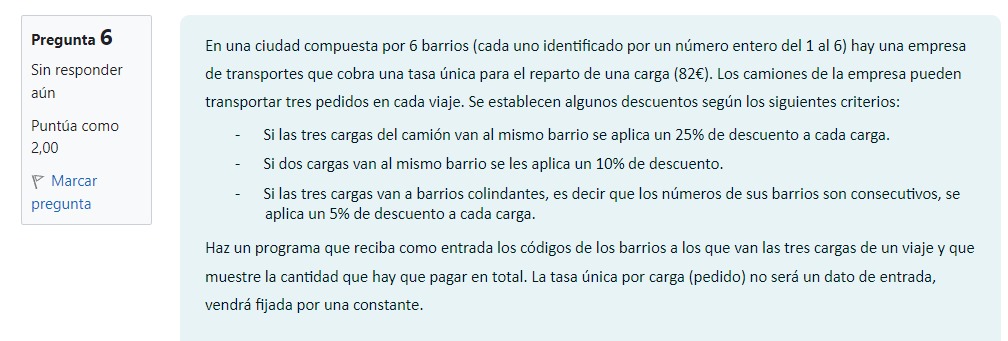 Pregunta 6
Sin responder
aún
Puntúa como
2,00
Marcar
pregunta
En una ciudad compuesta por 6 barrios (cada uno identificado por un número entero del 1 al 6) hay una empresa
de transportes que cobra una tasa única para el reparto de una carga (82€). Los camiones de la empresa pueden
transportar tres pedidos en cada viaje. Se establecen algunos descuentos según los siguientes criterios:
- Si las tres cargas del camión van al mismo barrio se aplica un 25% de descuento a cada carga.
- Si dos cargas van al mismo barrio se les aplica un 10% de descuento.
- Si las tres cargas van a barrios colindantes, es decir que los números de sus barrios son consecutivos, se
aplica un 5% de descuento a cada carga.
Haz un programa que reciba como entrada los códigos de los barrios a los que van las tres cargas de un viaje y que
muestre la cantidad que hay que pagar en total. La tasa única por carga (pedido) no será un dato de entrada,
vendrá fijada por una constante.